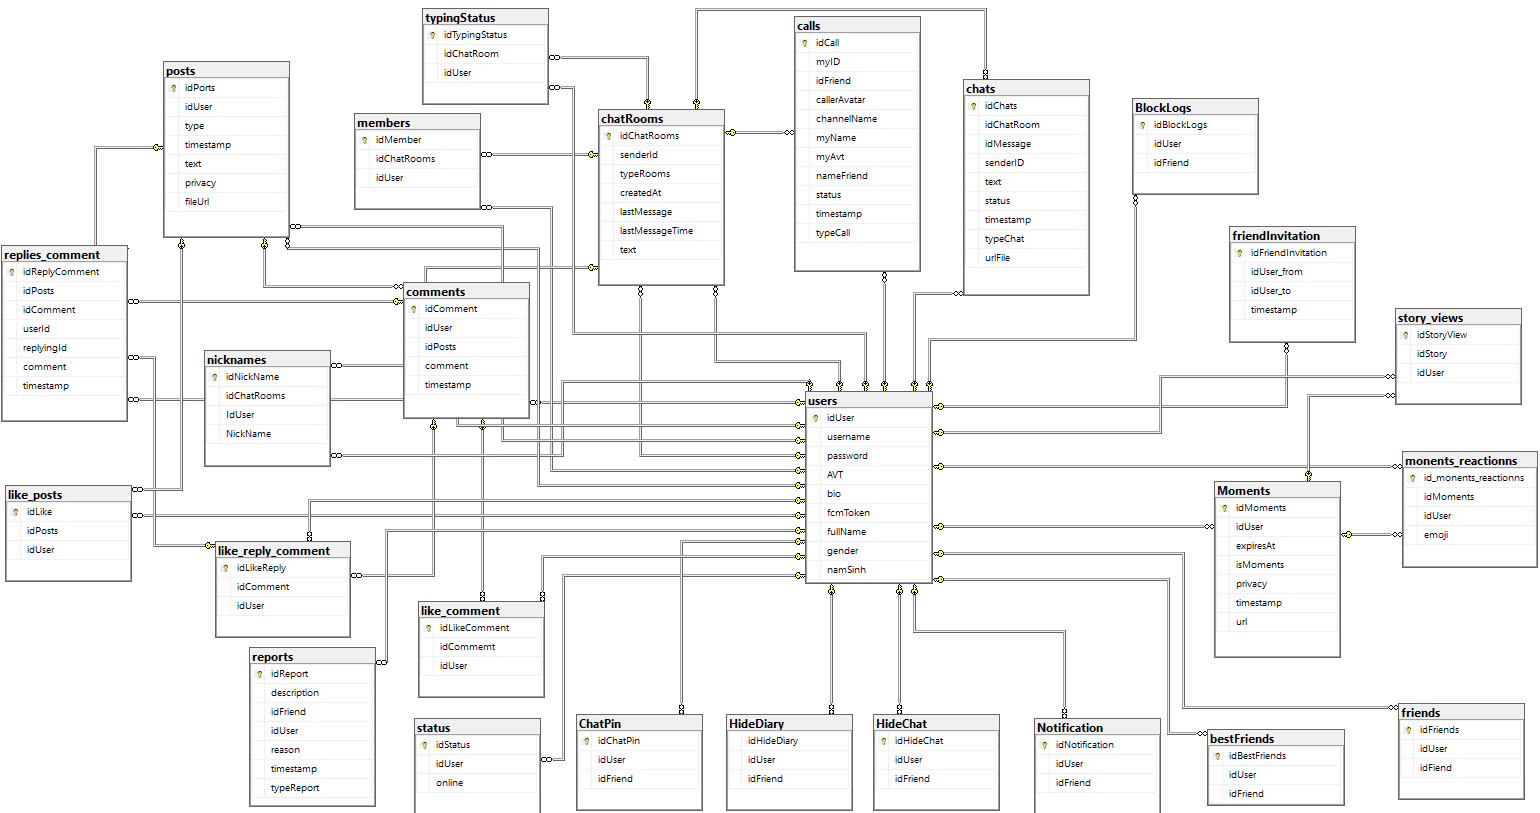 typingStatus
idTypingStatus
idChatRoom
idUser
calls
idCall
myID
idFriend
callerAvatar
channelName
myName
myAvt
nameFriend
status
timestamp
typeCall
posts
idPorts
idUser
type
timestamp
text
privacy
fileUrl
chats
idChats
idChatRoom
idMessage
senderID
text
status
timestamp
typeChat
urlFile
BlockLogs
idBlockLogs
idUser
idFriend
chatRooms
idChatRooms
senderId
typeRooms
createdAt
lastMessage
lastMessageTime
text
members
idMember
idChatRooms
idUser
friendInvitation
idFriendInvitation
idUser_from
idUser_to
timestamp
replies_comment
idReplyComment
idPosts
idComment
userId
replyingId
comment
timestamp
comments
idComment
idUser
idPosts
comment
timestamp
story_views
idStoryView
idStory
idUser
nicknames
idNickName
idChatRooms
IdUser
NickName
users
idUser
username
password
AVT
bio
fcmToken
fullName
gender
namSinh
monents_reactionns
id_monents_reactionns
idMoments
idUser
emoji
Moments
idMoments
idUser
expiresAt
isMoments
privacy
timestamp
url
like_posts
idLike
idPosts
idUser
like_reply_comment
idLikeReply
idComment
idUser
like_comment
idLikeComment
idCommemt
idUser
reports
idReport
description
idFriend
idUser
reason
timestamp
typeReport
status
idStatus
idUser
online
ChatPin
idChatPin
idUser
idFriend
HideDiary
idHideDiary
idUser
idFriend
HideChat
idHideChat
idUser
idFriend
Notification
idNotification
idUser
idFriend
bestFriends
idBestFriends
idUser
idFriend
friends
idFriends
idUser
idFiend